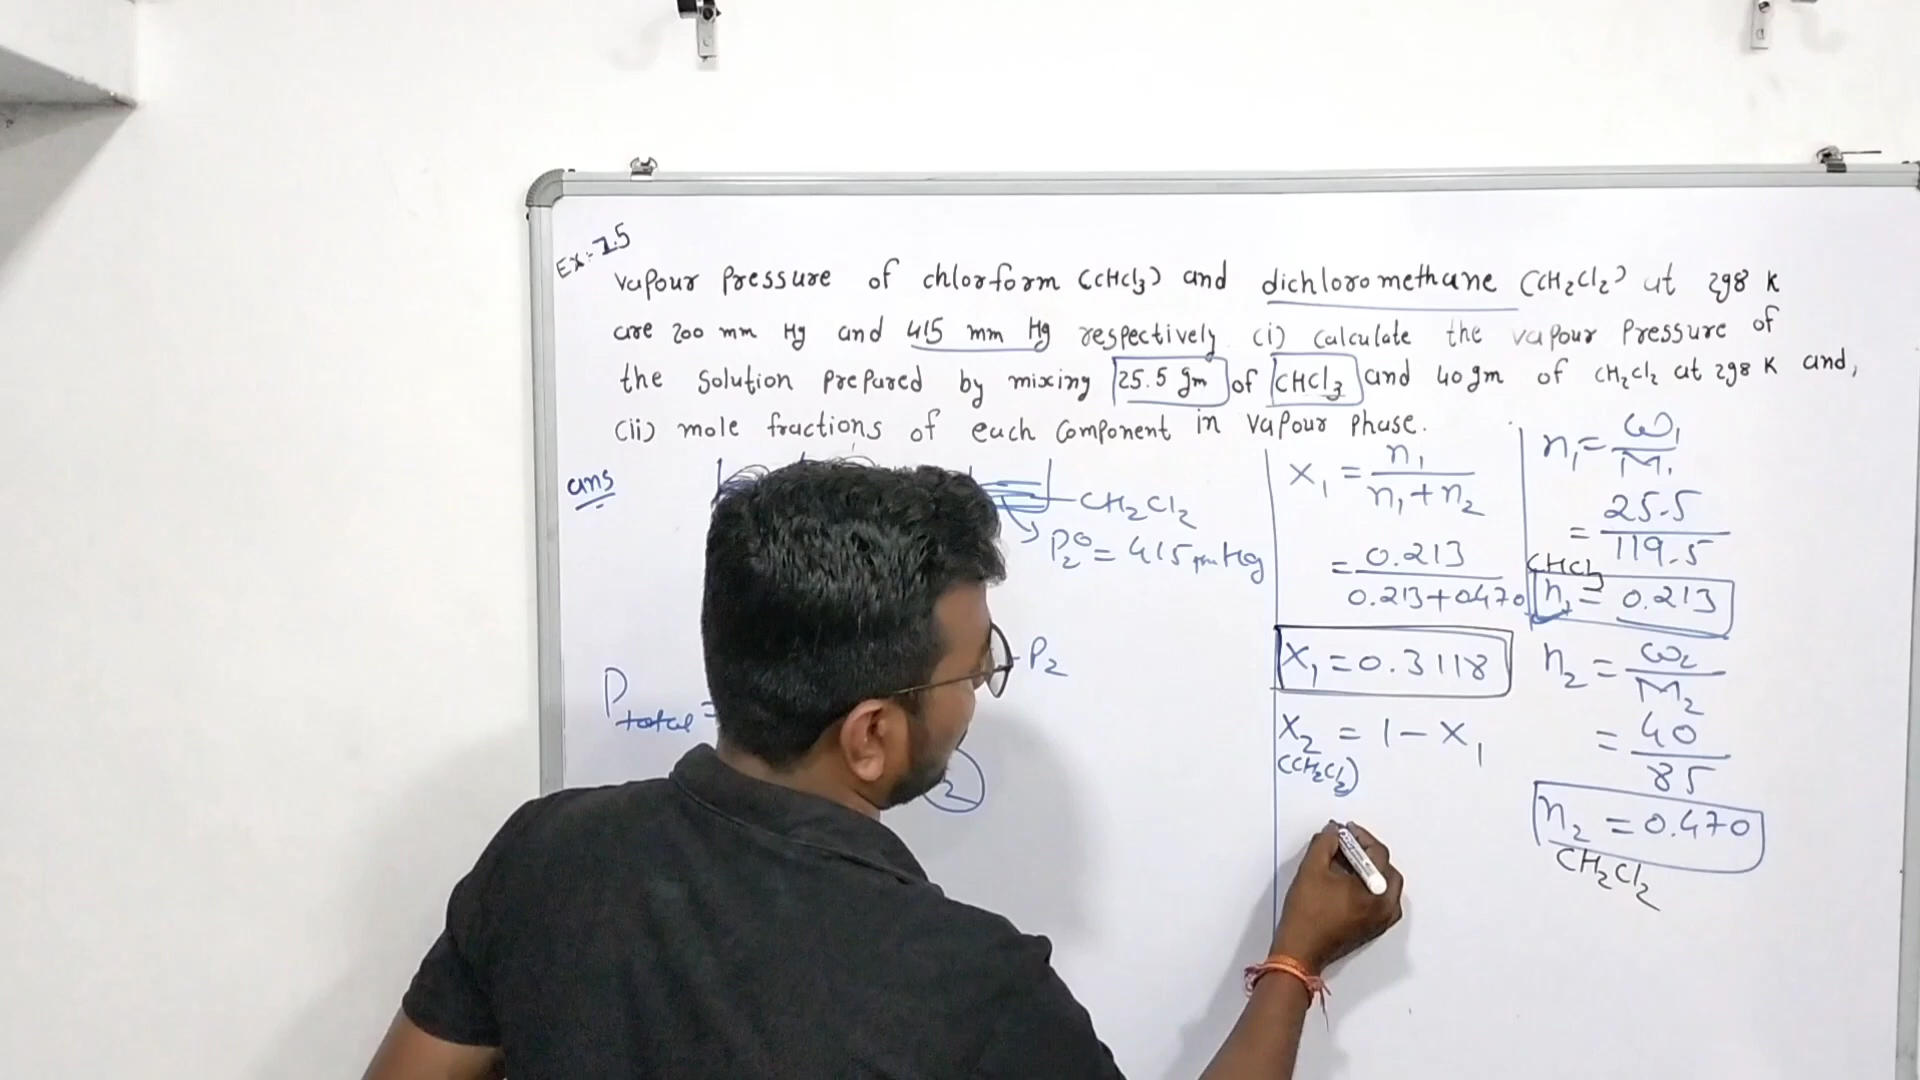 Ex:- 2.5
Vapour Pressure of chlorform (CHCl3) and dichloromethane (CH2Cl2) at 298 K
are 200 mm Hg and 415 mm Hg respectively. (i) calculate the vapour Pressure of
the solution prepared by mixing 25.5 gm of CHCl3 and 40 gm of CH2Cl2 at 298 K and,
(ii) mole fractions of each component in vapour phase.
ans
CH2Cl2
P2° = 415 mm Hg
P2
Ptotal =
2
x1 = n1 / n1 + n2
= 0.213 / 0.213 + 0.470
x1 = 0.3118
x2 = 1 - x1
(CH2Cl2)
n1 = ω1 / M1
= 25.5 / 119.5
CHCl3
n1 = 0.213
n2 = ω2 / M2
= 40 / 85
n2 = 0.470
CH2Cl2